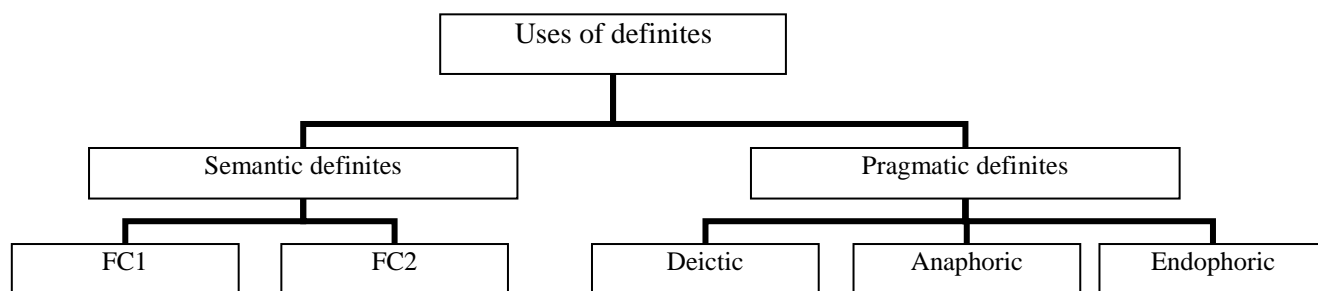 Uses of definites
Semantic definites
Pragmatic definites
FC1
FC2
Deictic
Anaphoric
Endophoric